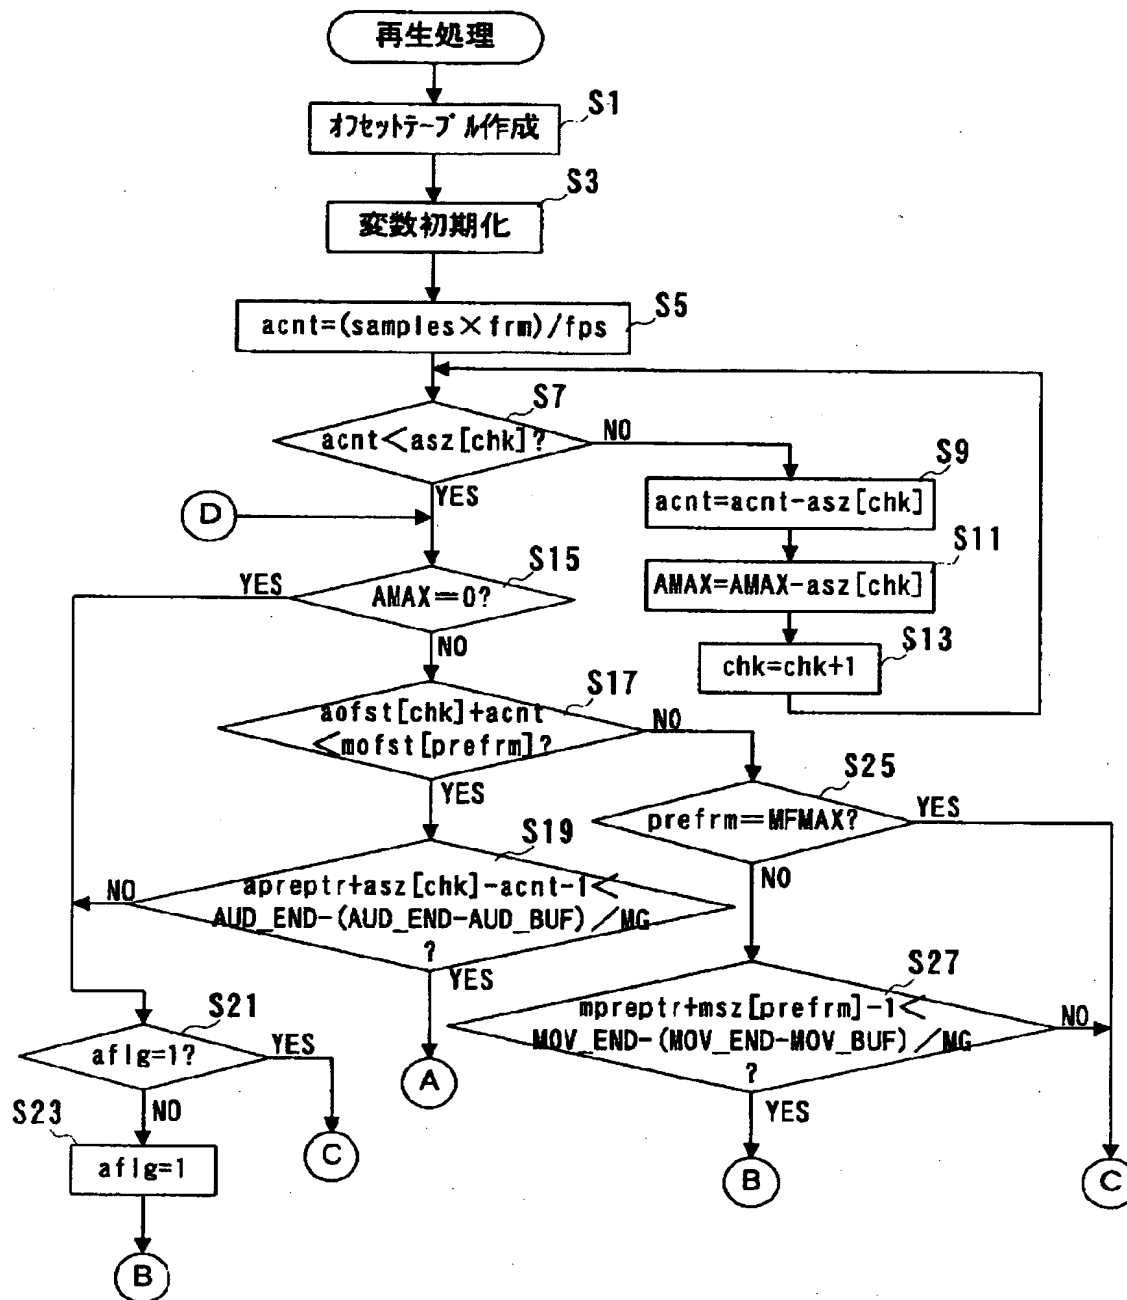 再生処理
S1
オフセットテーブル作成
S3
変数初期化
S5
acnt=(samples×frm)/fps
S7
acnt<asz[chk]?
NO
YES
S9
acnt=acnt-asz[chk]
S11
AMAX=AMAX-asz[chk]
S13
chk=chk+1
D
S15
YES
AMAX=0?
NO
S17
aofst[chk]+acnt
<mofst[prefrm]?
NO
YES
S25
prefrm=MFMAX?
YES
NO
S19
NO
apreptr+asz[chk]-acnt-1<
AUD_END-(AUD_END-AUD_BUF)/MG
?
YES
S27
mpreptr+msz[prefrm]-1<
MOV_END-(MOV_END-MOV_BUF)/MG
?
NO
YES
S21
aflg=1?
YES
NO
A
S23
aflg=1
C
B
C
B